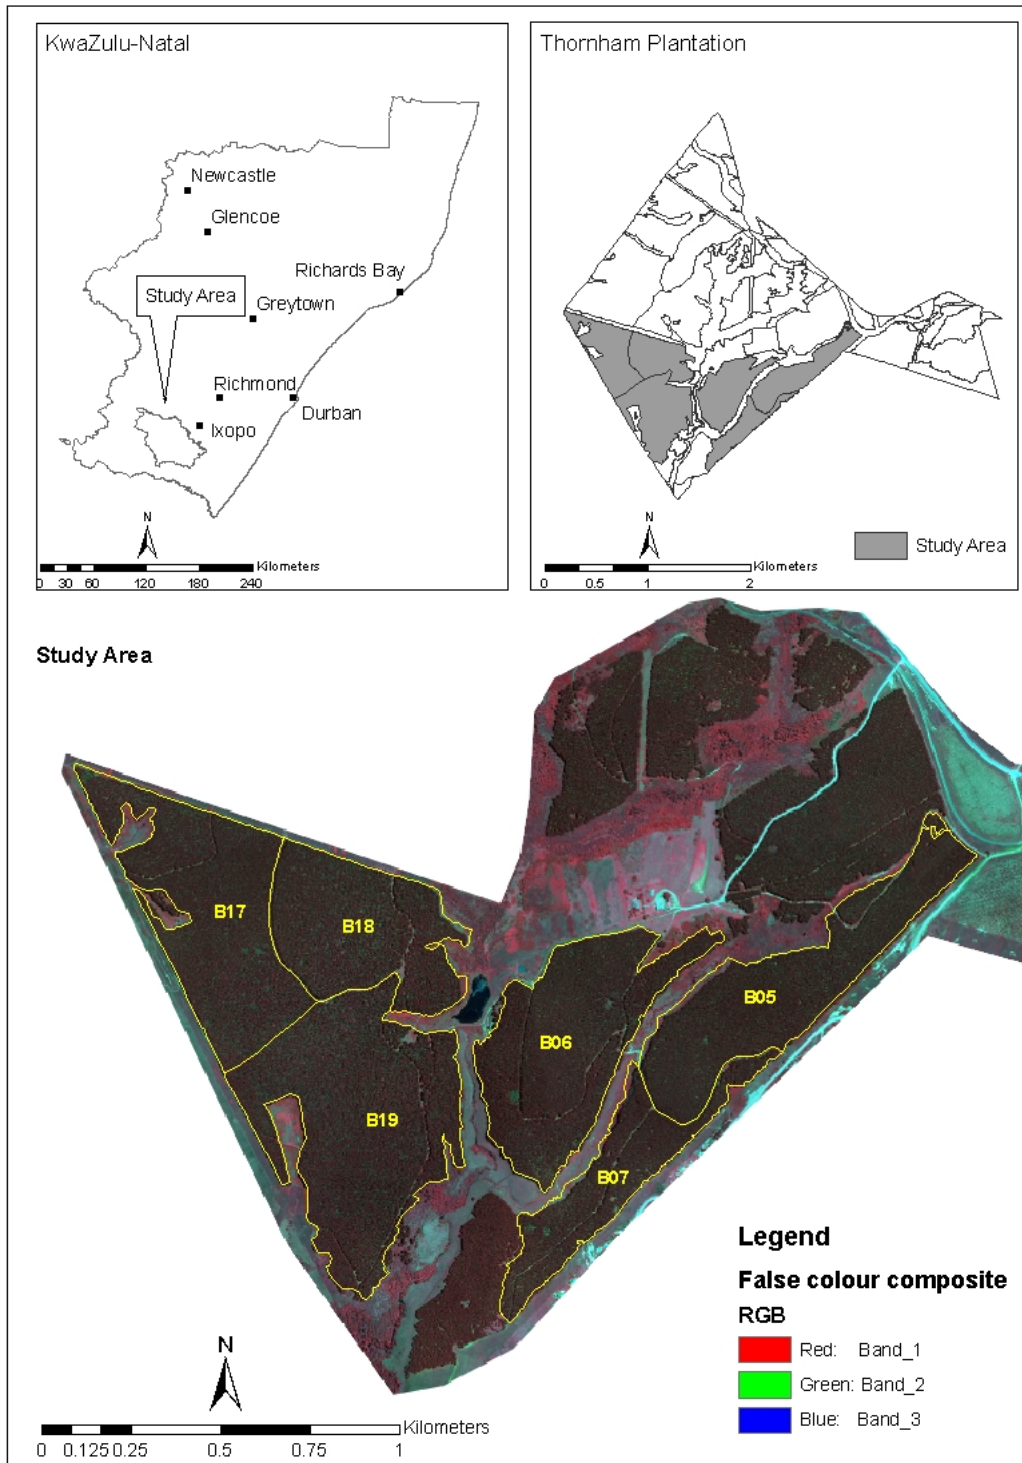 KwaZulu-Natal
Newcastle
Glencoe
Richards Bay
Study Area
Greytown
Richmond
Durban
Ixopo
N
Kilometers
0 30 60 120 180 240
Thornham Plantation
Study Area
N
Kilometers
0 0.5 1 2
Study Area
B17
B18
B05
B06
B19
B07
Legend
False colour composite
RGB
Red: Band_1
Green: Band_2
Blue: Band_3
N
Kilometers
0 0.125 0.25 0.5 0.75 1